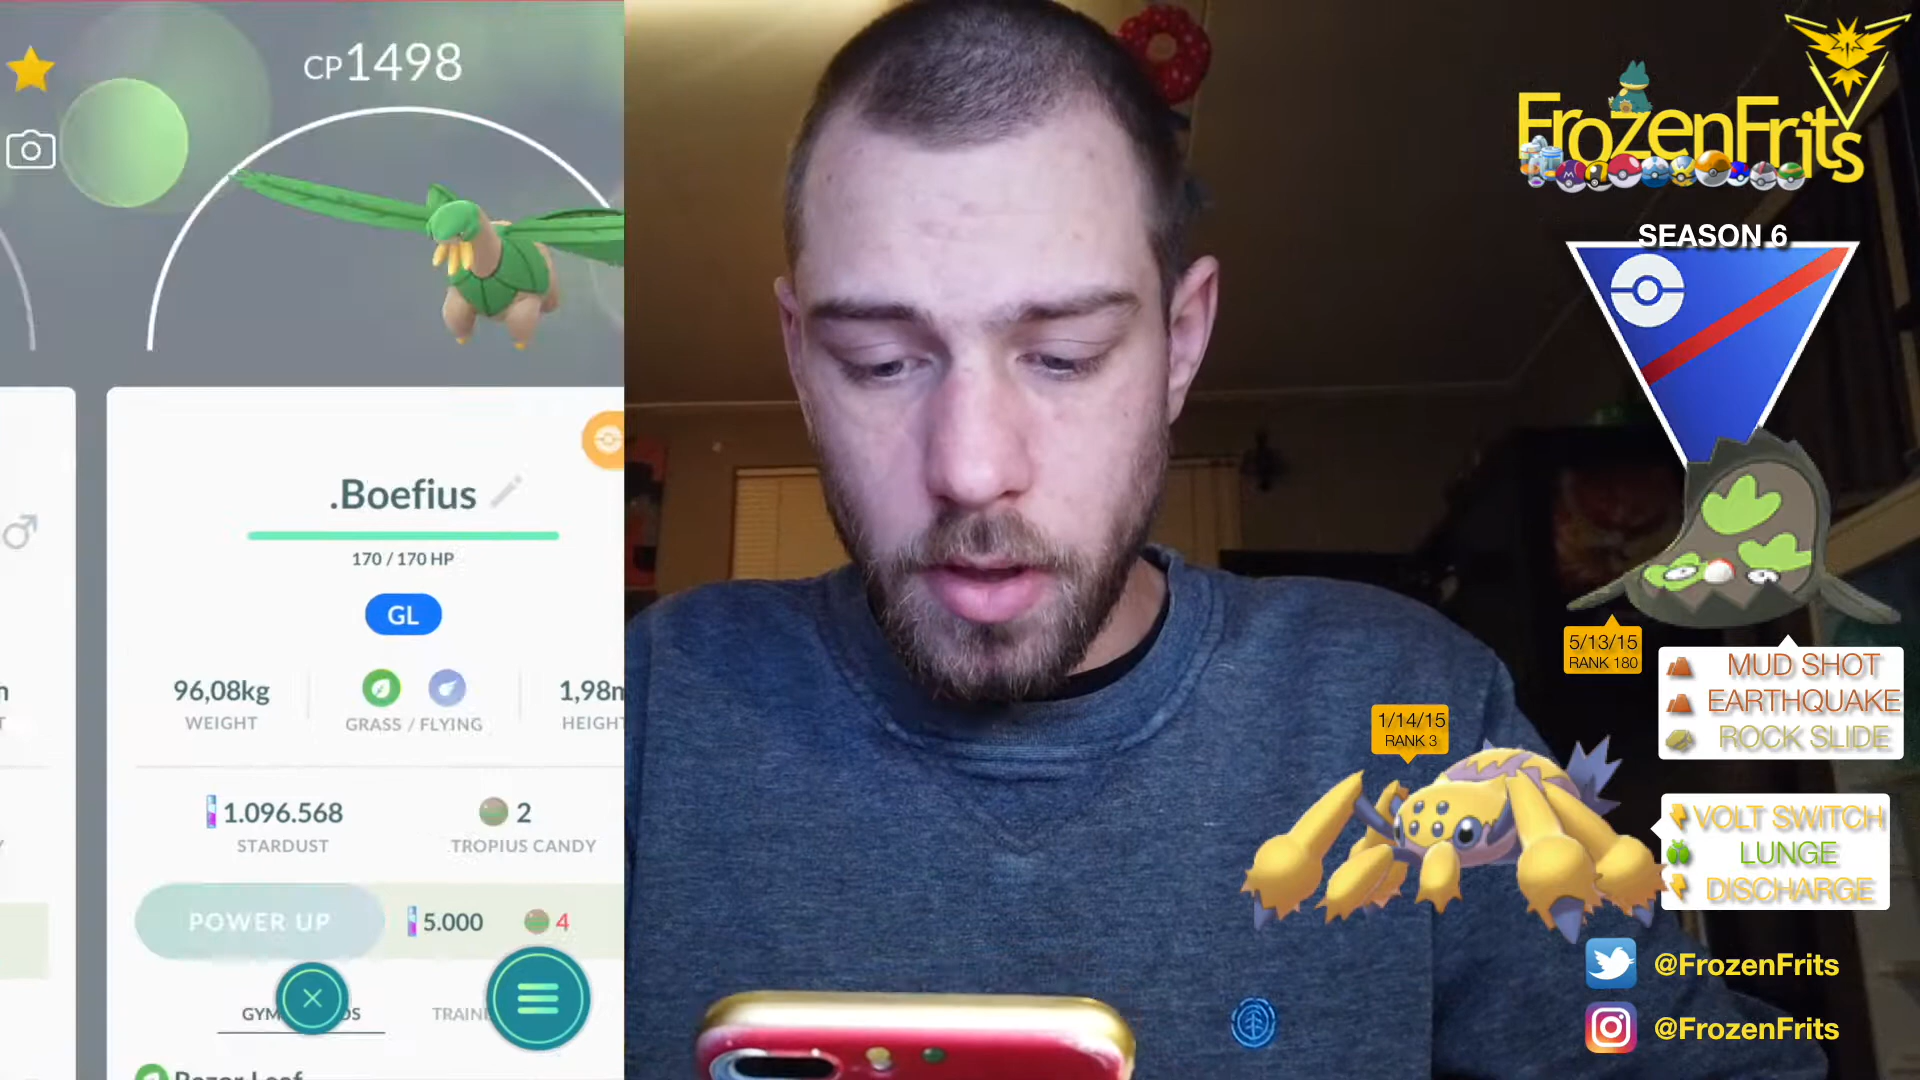 CP1498
.Boefius
170 / 170 HP
GL
96,08kg
WEIGHT
GRASS / FLYING
1,98m
HEIGHT
1.096.568
STARDUST
2
TROPIUS CANDY
POWER UP
5.000
4
Razor Leaf
FrozenFrits
SEASON 6
5/13/15
RANK 180
MUD SHOT
EARTHQUAKE
ROCK SLIDE
1/14/15
RANK 3
VOLT SWITCH
LUNGE
DISCHARGE
@FrozenFrits
@FrozenFrits